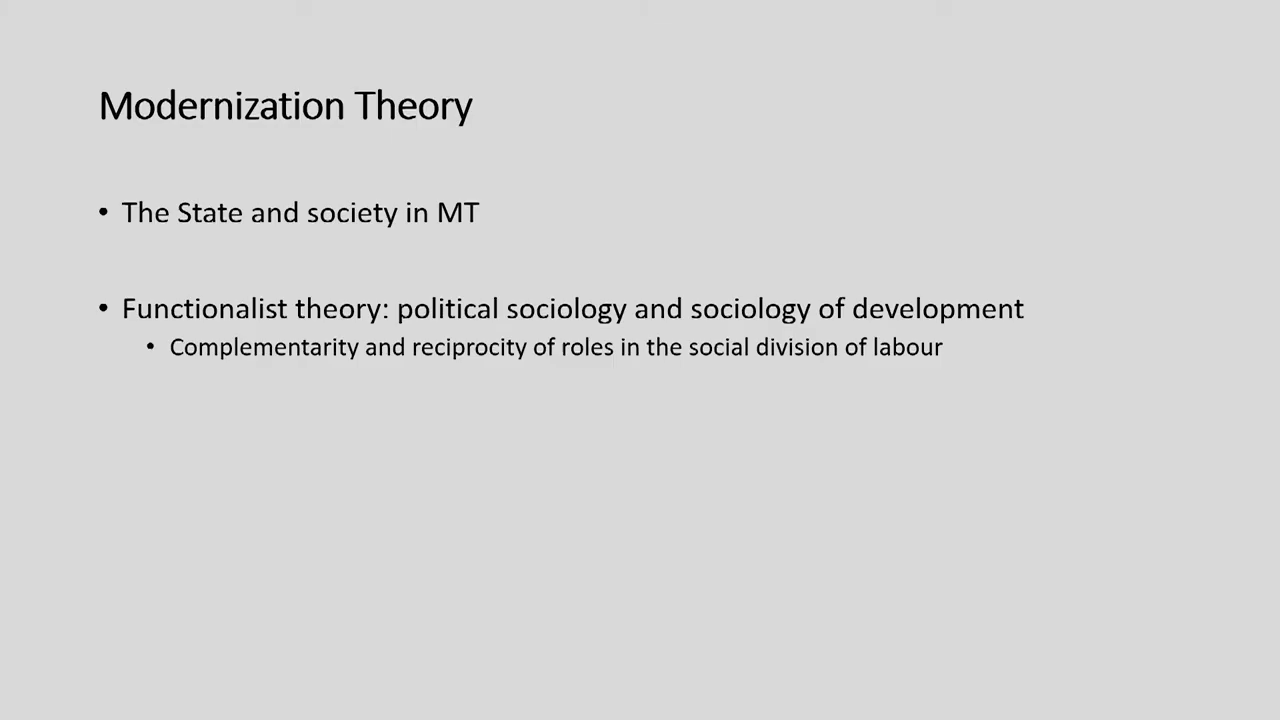 Modernization Theory
• The State and society in MT
• Functionalist theory: political sociology and sociology of development
• Complementarity and reciprocity of roles in the social division of labour